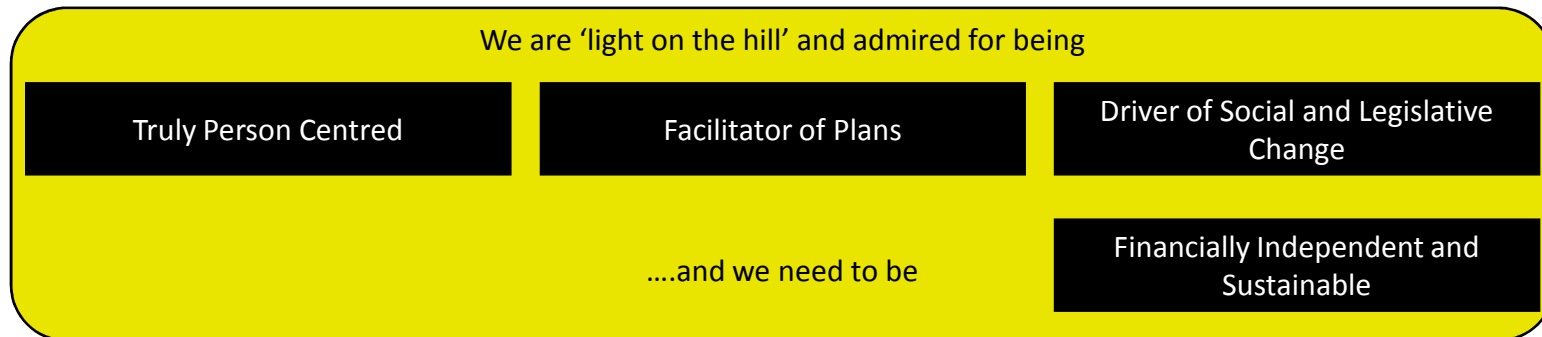 We are ‘light on the hill’ and admired for being
Truly Person Centred
Facilitator of Plans
Driver of Social and Legislative
Change
….and we need to be
Financially Independent and
Sustainable